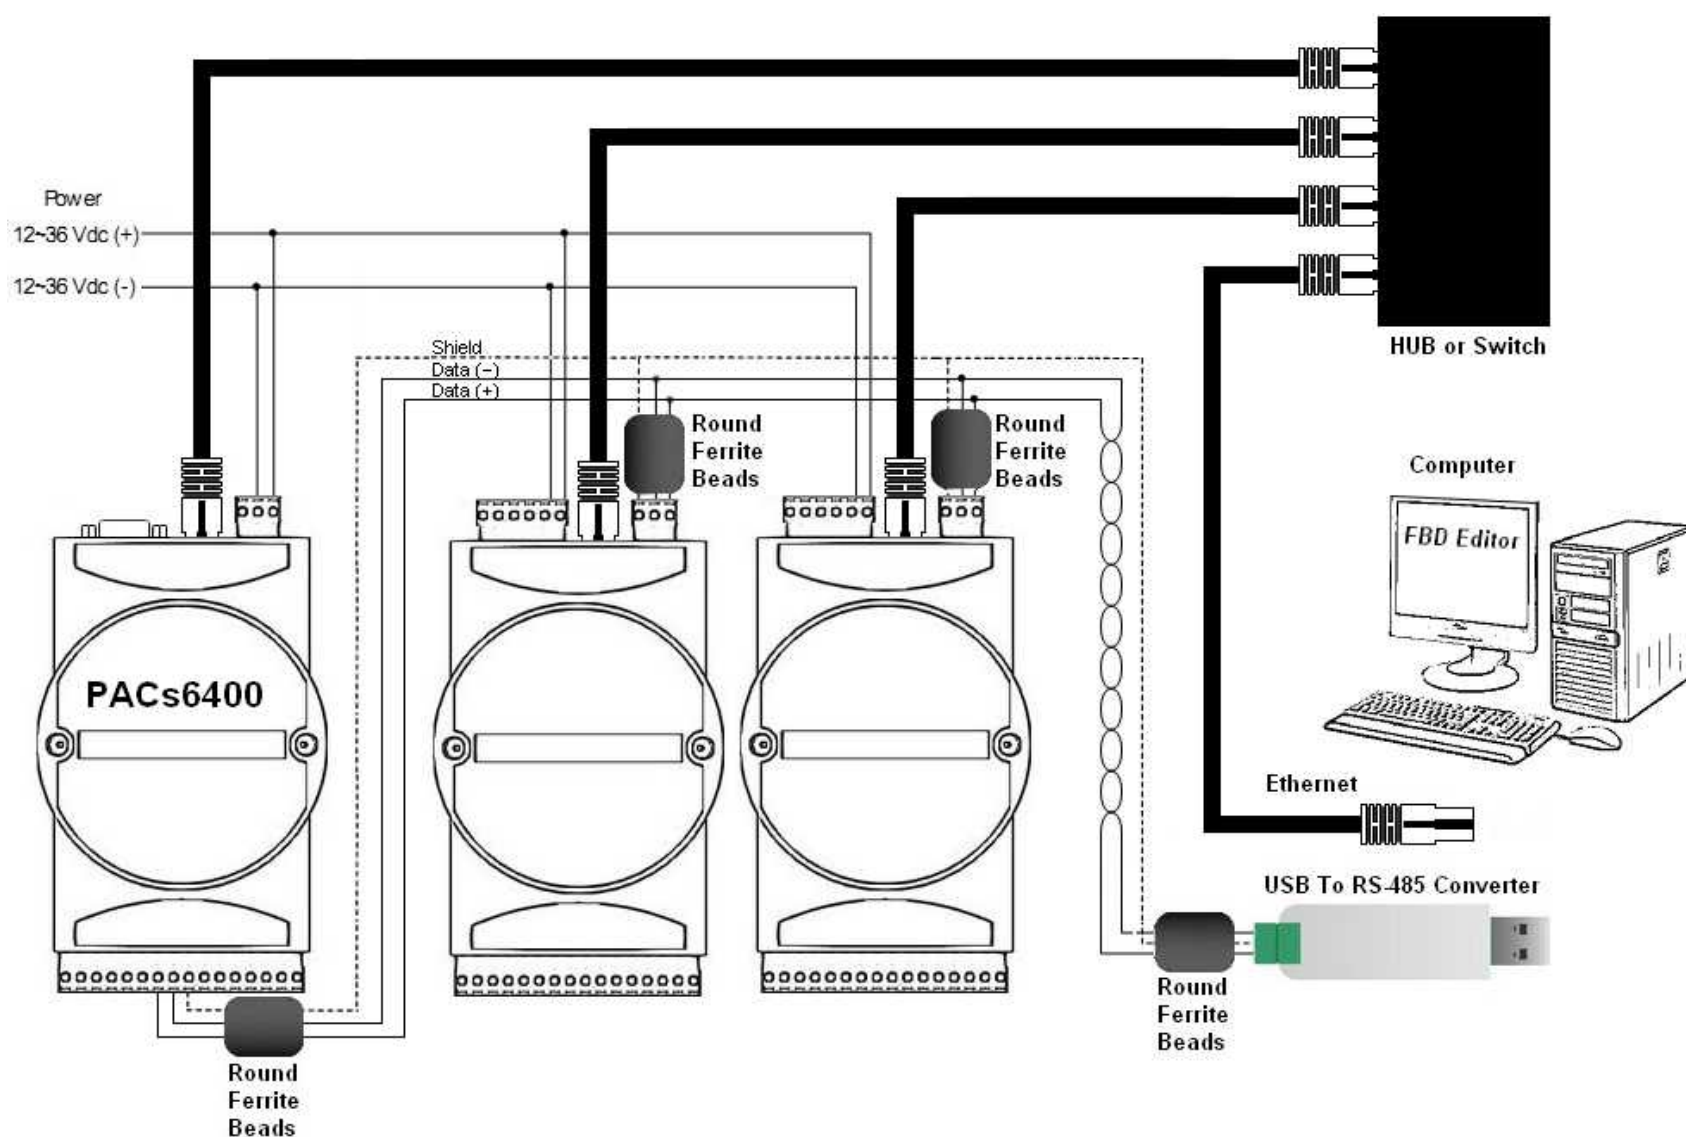 Power
12~36 Vdc (+)
12~36 Vdc (-)
HUB or Switch
Shield
Data (−)
Data (+)
Round
Ferrite
Beads
Round
Ferrite
Beads
Computer
FBD Editor
PACs6400
Ethernet
USB To RS-485 Converter
Round
Ferrite
Beads
Round
Ferrite
Beads